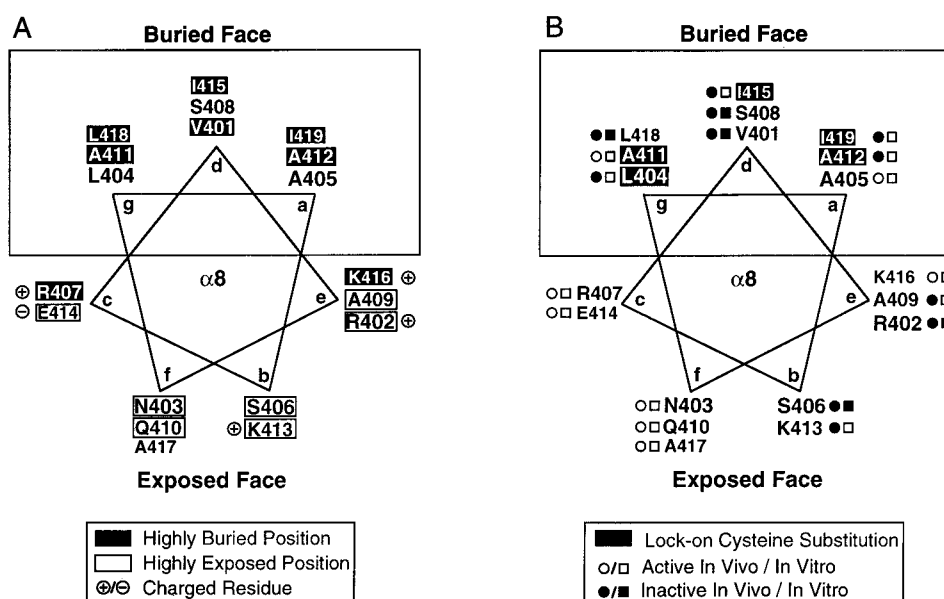 A
Buried Face
I415
S408
V401
L418
A411
L404
I419
A412
A405
d
g
a
α8
⊕ R407
⊖ E414
c
e
K416 ⊕
A409
R402 ⊕
f
b
N403
Q410
A417
S406
⊕ K413
Exposed Face
Highly Buried Position
Highly Exposed Position
⊕/⊖ Charged Residue
B
Buried Face
●□ I415
●■ S408
●■ V401
●■ L418
○□ A411
●□ L404
I419 ●□
A412 ●□
A405 ○□
d
g
a
α8
○□ R407
○□ E414
c
e
K416 ○□
A409 ●□
R402 ●■
f
b
○□ N403
○□ Q410
○□ A417
S406 ●■
K413 ●□
Exposed Face
Lock-on Cysteine Substitution
○/□ Active In Vivo / In Vitro
●/■ Inactive In Vivo / In Vitro